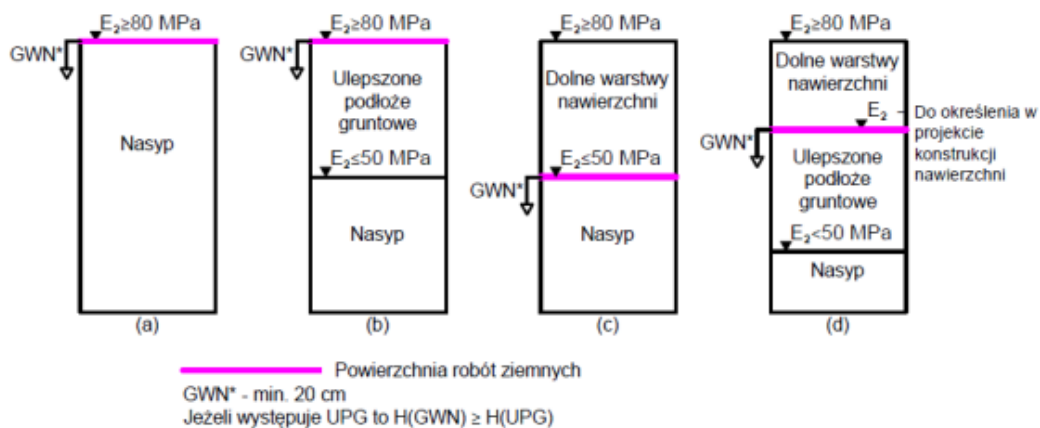 E₂≥80 MPa
GWN*
Nasyp
(a)
E₂≥80 MPa
GWN*
Ulepszone
podłoże
gruntowe
E₂≤50 MPa
Nasyp
(b)
E₂≥80 MPa
Dolne warstwy
nawierzchni
E₂≤50 MPa
GWN*
Nasyp
(c)
E₂≥80 MPa
Dolne warstwy
nawierzchni
E₂
Do określenia w
projekcie
konstrukcji
nawierzchni
GWN*
Ulepszone
podłoże
gruntowe
E₂<50 MPa
Nasyp
(d)
Powierzchnia robót ziemnych
GWN* - min. 20 cm
Jeżeli występuje UPG to H(GWN) ≥ H(UPG)